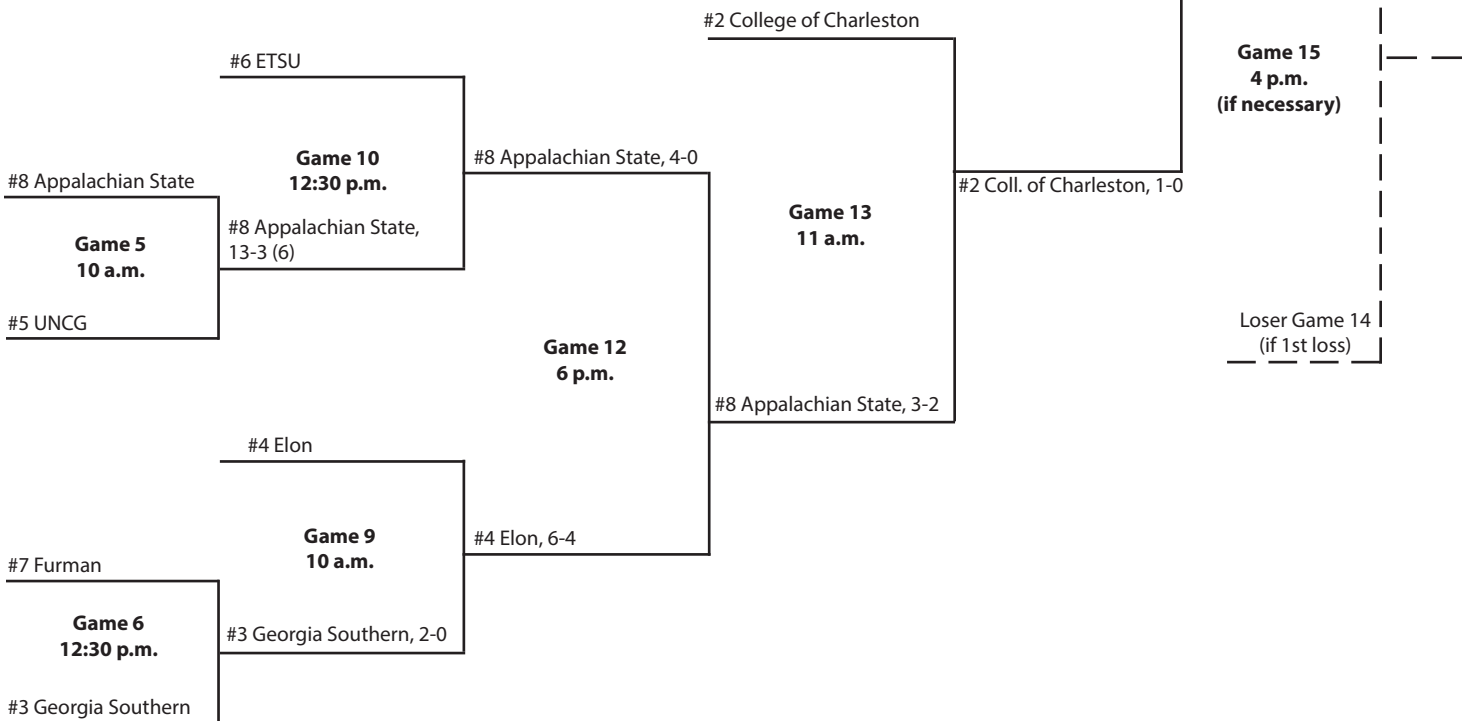 #2 College of Charleston
#6 ETSU
Game 15
4 p.m.
(if necessary)
Game 10
12:30 p.m.
#8 Appalachian State, 4-0
#8 Appalachian State
#2 Coll. of Charleston, 1-0
Game 13
11 a.m.
#8 Appalachian State,
13-3 (6)
Game 5
10 a.m.
#5 UNCG
Loser Game 14
(if 1st loss)
Game 12
6 p.m.
#8 Appalachian State, 3-2
#4 Elon
Game 9
10 a.m.
#4 Elon, 6-4
#7 Furman
Game 6
12:30 p.m.
#3 Georgia Southern, 2-0
#3 Georgia Southern